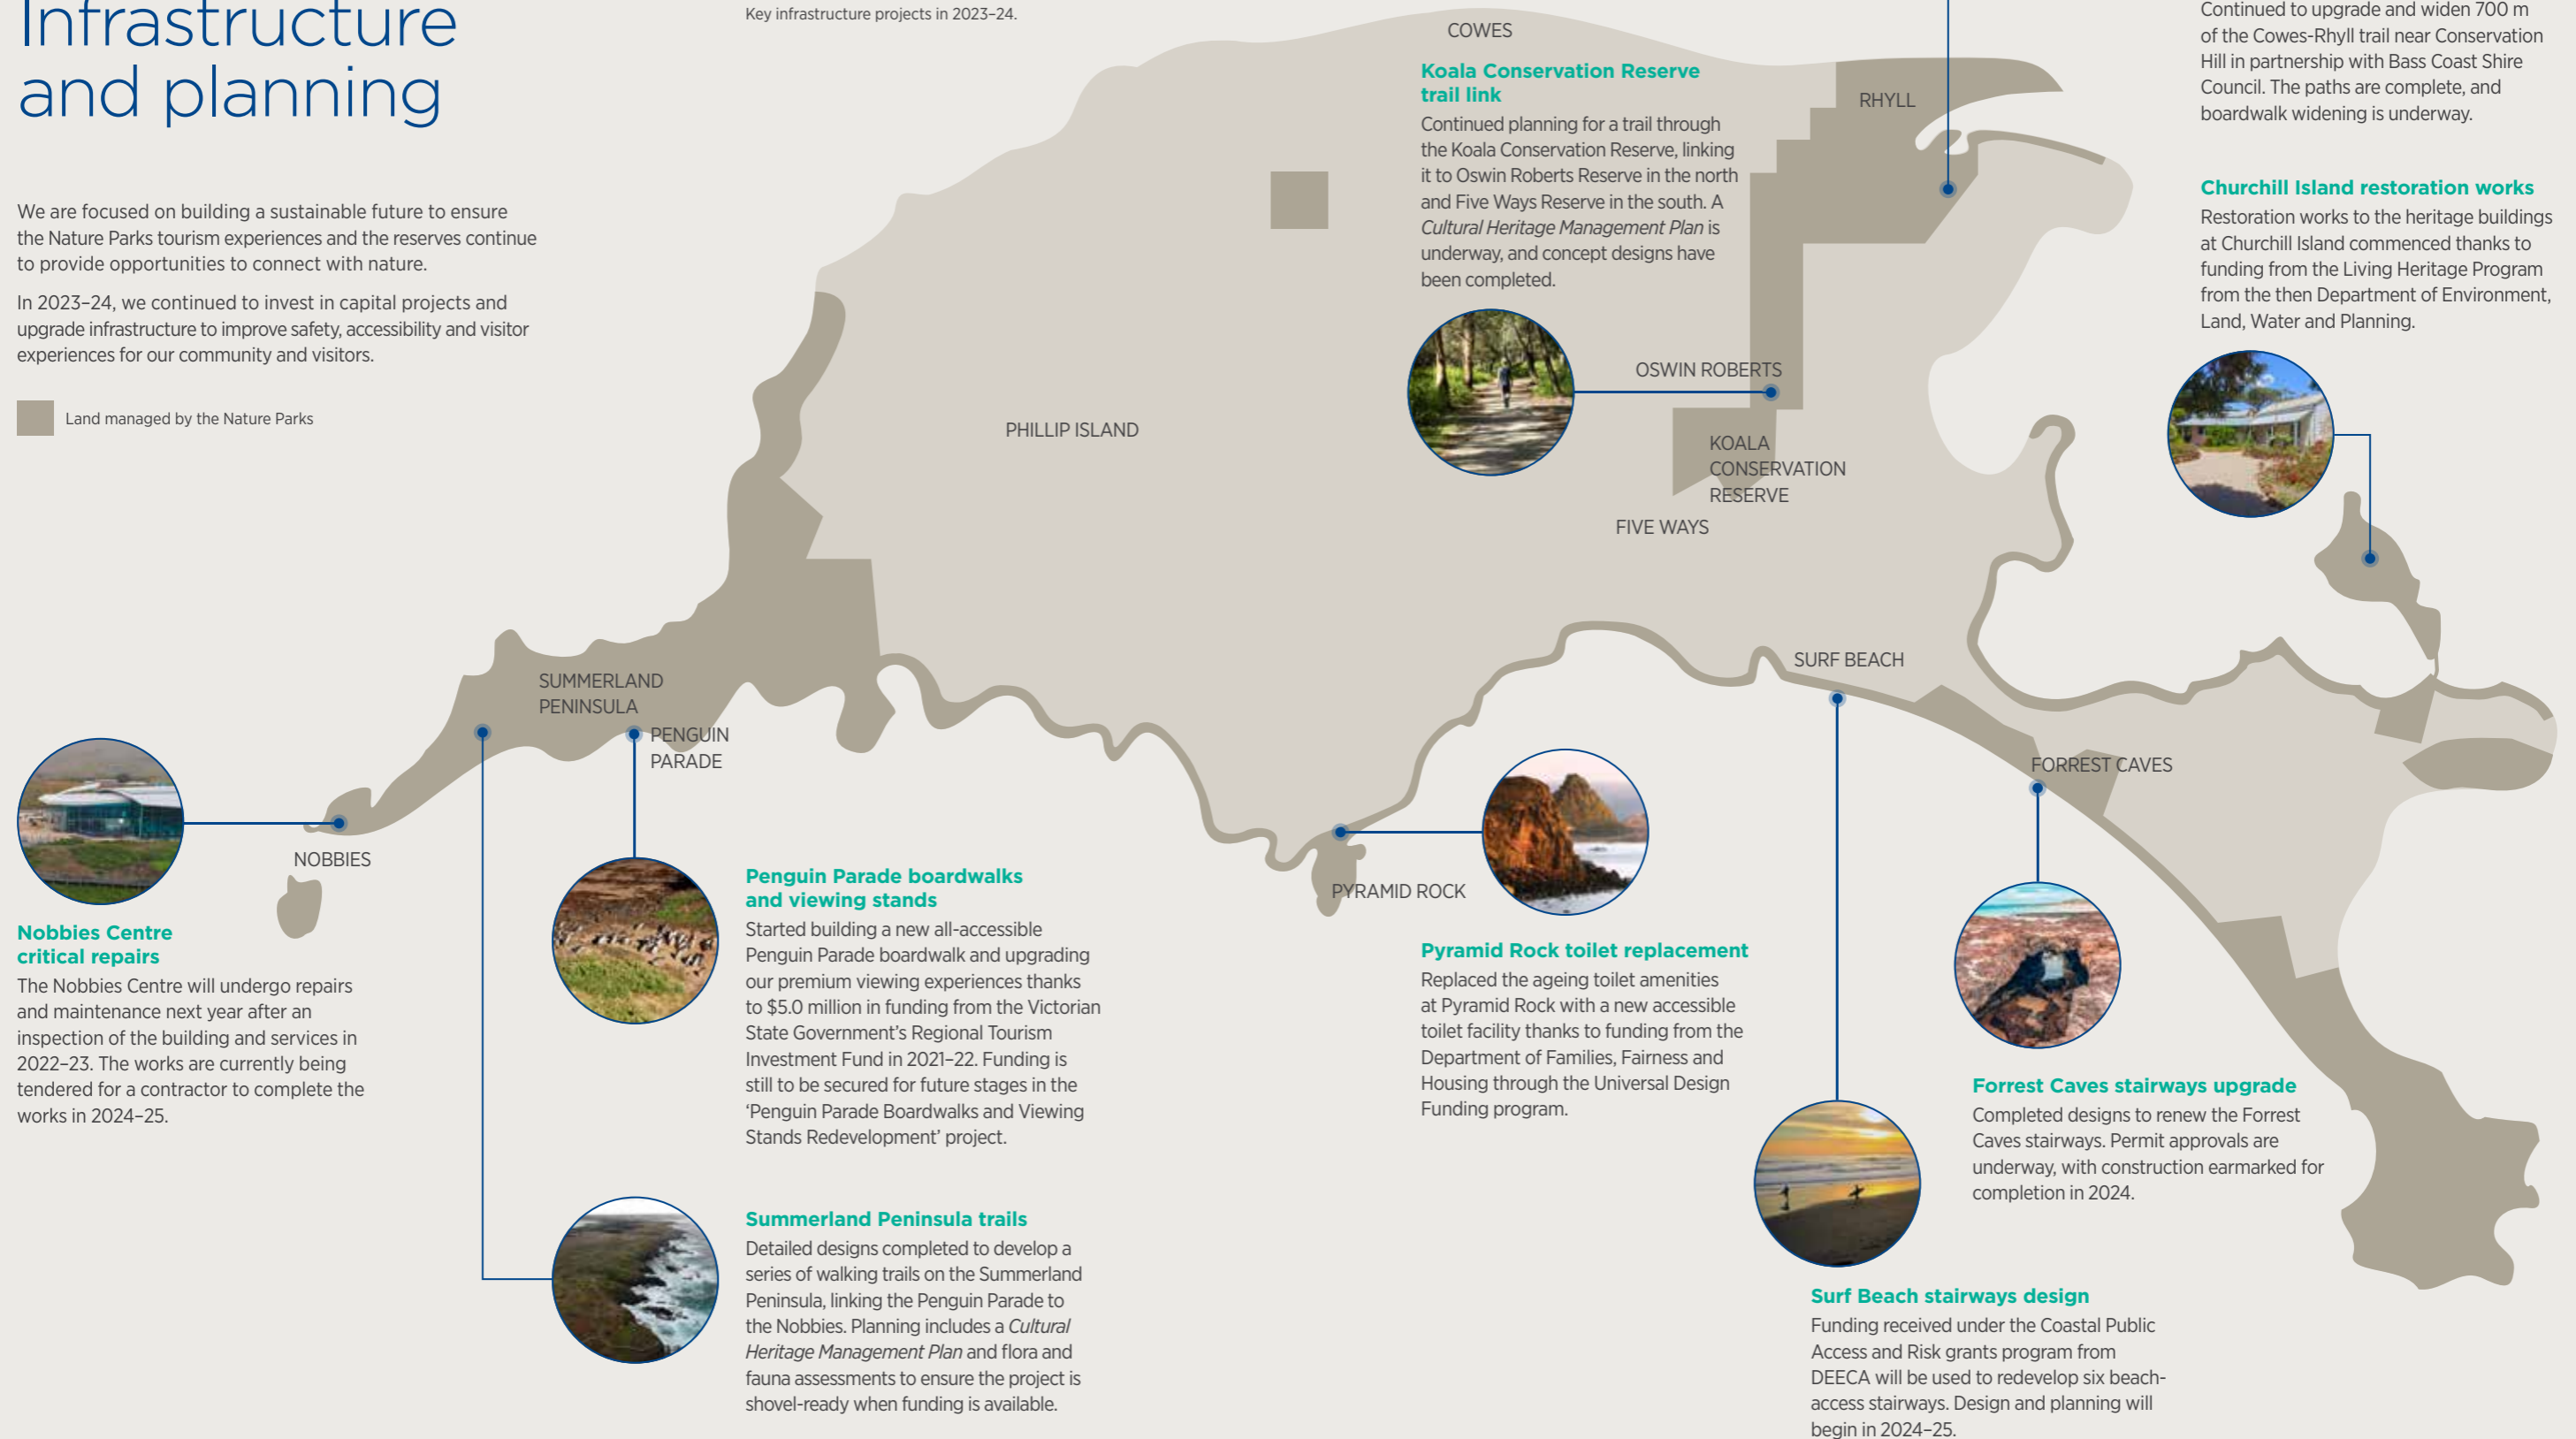 Infrastructure
and planning
We are focused on building a sustainable future to ensure
the Nature Parks tourism experiences and the reserves continue
to provide opportunities to connect with nature.
In 2023–24, we continued to invest in capital projects and
upgrade infrastructure to improve safety, accessibility and visitor
experiences for our community and visitors.
Land managed by the Nature Parks
Key infrastructure projects in 2023–24.
COWES
Koala Conservation Reserve
trail link
Continued planning for a trail through
the Koala Conservation Reserve, linking
it to Oswin Roberts Reserve in the north
and Five Ways Reserve in the south. A
Cultural Heritage Management Plan is
underway, and concept designs have
been completed.
RHYLL
Continued to upgrade and widen 700 m
of the Cowes-Rhyll trail near Conservation
Hill in partnership with Bass Coast Shire
Council. The paths are complete, and
boardwalk widening is underway.
Churchill Island restoration works
Restoration works to the heritage buildings
at Churchill Island commenced thanks to
funding from the Living Heritage Program
from the then Department of Environment,
Land, Water and Planning.
OSWIN ROBERTS
PHILLIP ISLAND
KOALA
CONSERVATION
RESERVE
FIVE WAYS
SURF BEACH
SUMMERLAND
PENINSULA
PENGUIN
PARADE
FORREST CAVES
NOBBIES
PYRAMID ROCK
Nobbies Centre
critical repairs
The Nobbies Centre will undergo repairs
and maintenance next year after an
inspection of the building and services in
2022–23. The works are currently being
tendered for a contractor to complete the
works in 2024–25.
Penguin Parade boardwalks
and viewing stands
Started building a new all-accessible
Penguin Parade boardwalk and upgrading
our premium viewing experiences thanks
to $5.0 million in funding from the Victorian
State Government’s Regional Tourism
Investment Fund in 2021–22. Funding is
still to be secured for future stages in the
‘Penguin Parade Boardwalks and Viewing
Stands Redevelopment’ project.
Summerland Peninsula trails
Detailed designs completed to develop a
series of walking trails on the Summerland
Peninsula, linking the Penguin Parade to
the Nobbies. Planning includes a Cultural
Heritage Management Plan and flora and
fauna assessments to ensure the project is
shovel-ready when funding is available.
Pyramid Rock toilet replacement
Replaced the ageing toilet amenities
at Pyramid Rock with a new accessible
toilet facility thanks to funding from the
Department of Families, Fairness and
Housing through the Universal Design
Funding program.
Forrest Caves stairways upgrade
Completed designs to renew the Forrest
Caves stairways. Permit approvals are
underway, with construction earmarked for
completion in 2024.
Surf Beach stairways design
Funding received under the Coastal Public
Access and Risk grants program from
DEECA will be used to redevelop six beach-
access stairways. Design and planning will
begin in 2024–25.